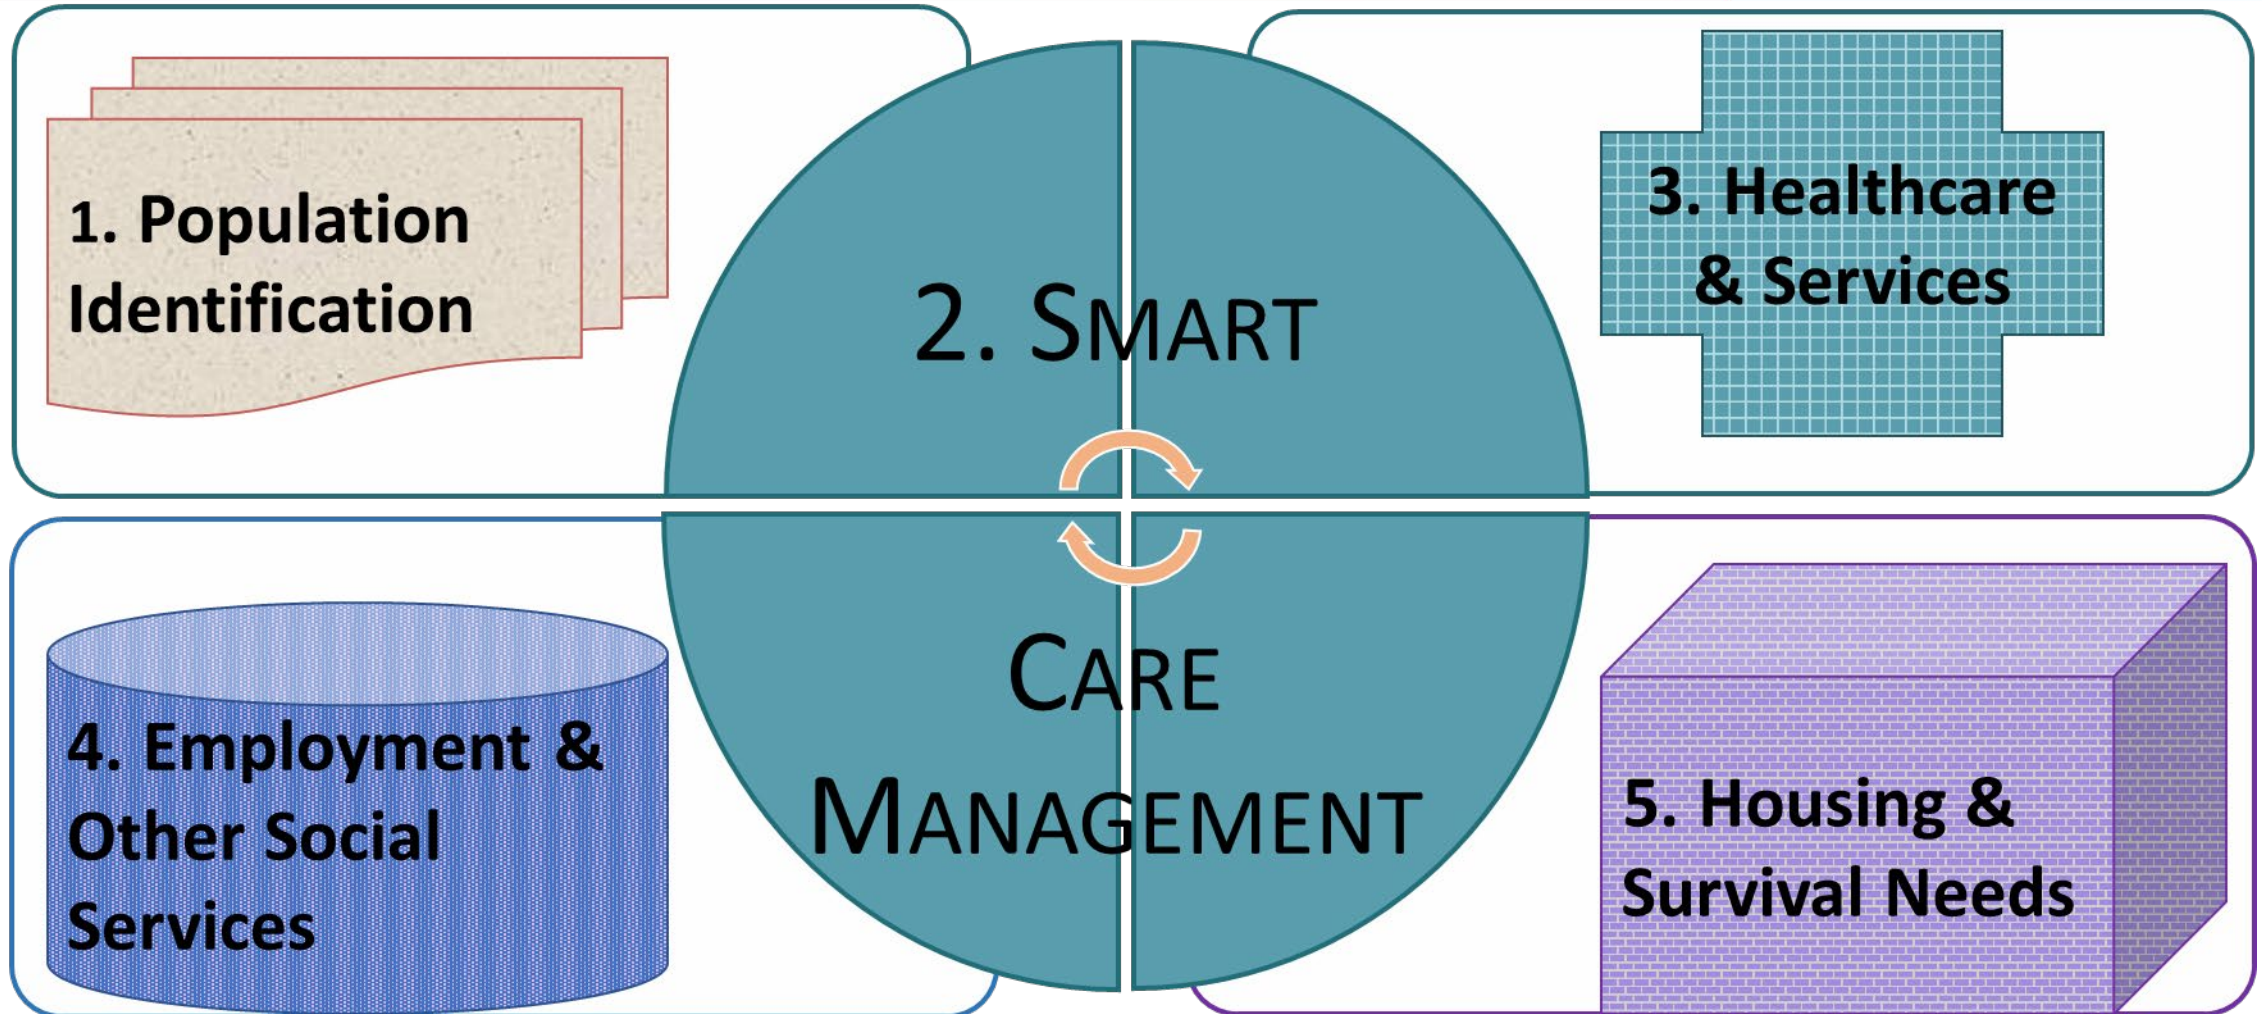 1. Population
Identification
2. SMART
CARE
MANAGEMENT
3. Healthcare
& Services
4. Employment &
Other Social
Services
5. Housing &
Survival Needs